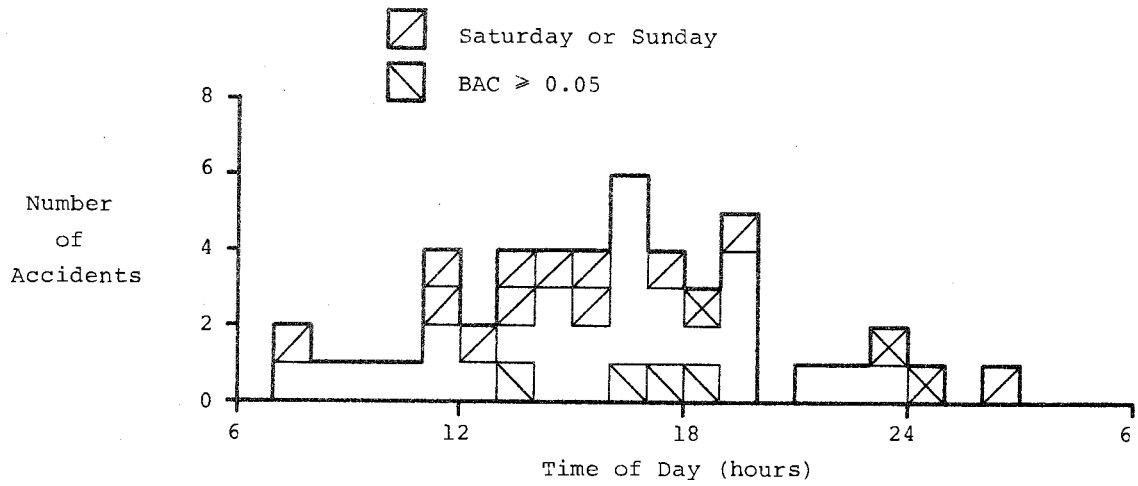 Saturday or Sunday
BAC ⩾ 0.05
8
6
4
2
0
Number
of
Accidents
6 12 18 24 6
Time of Day (hours)